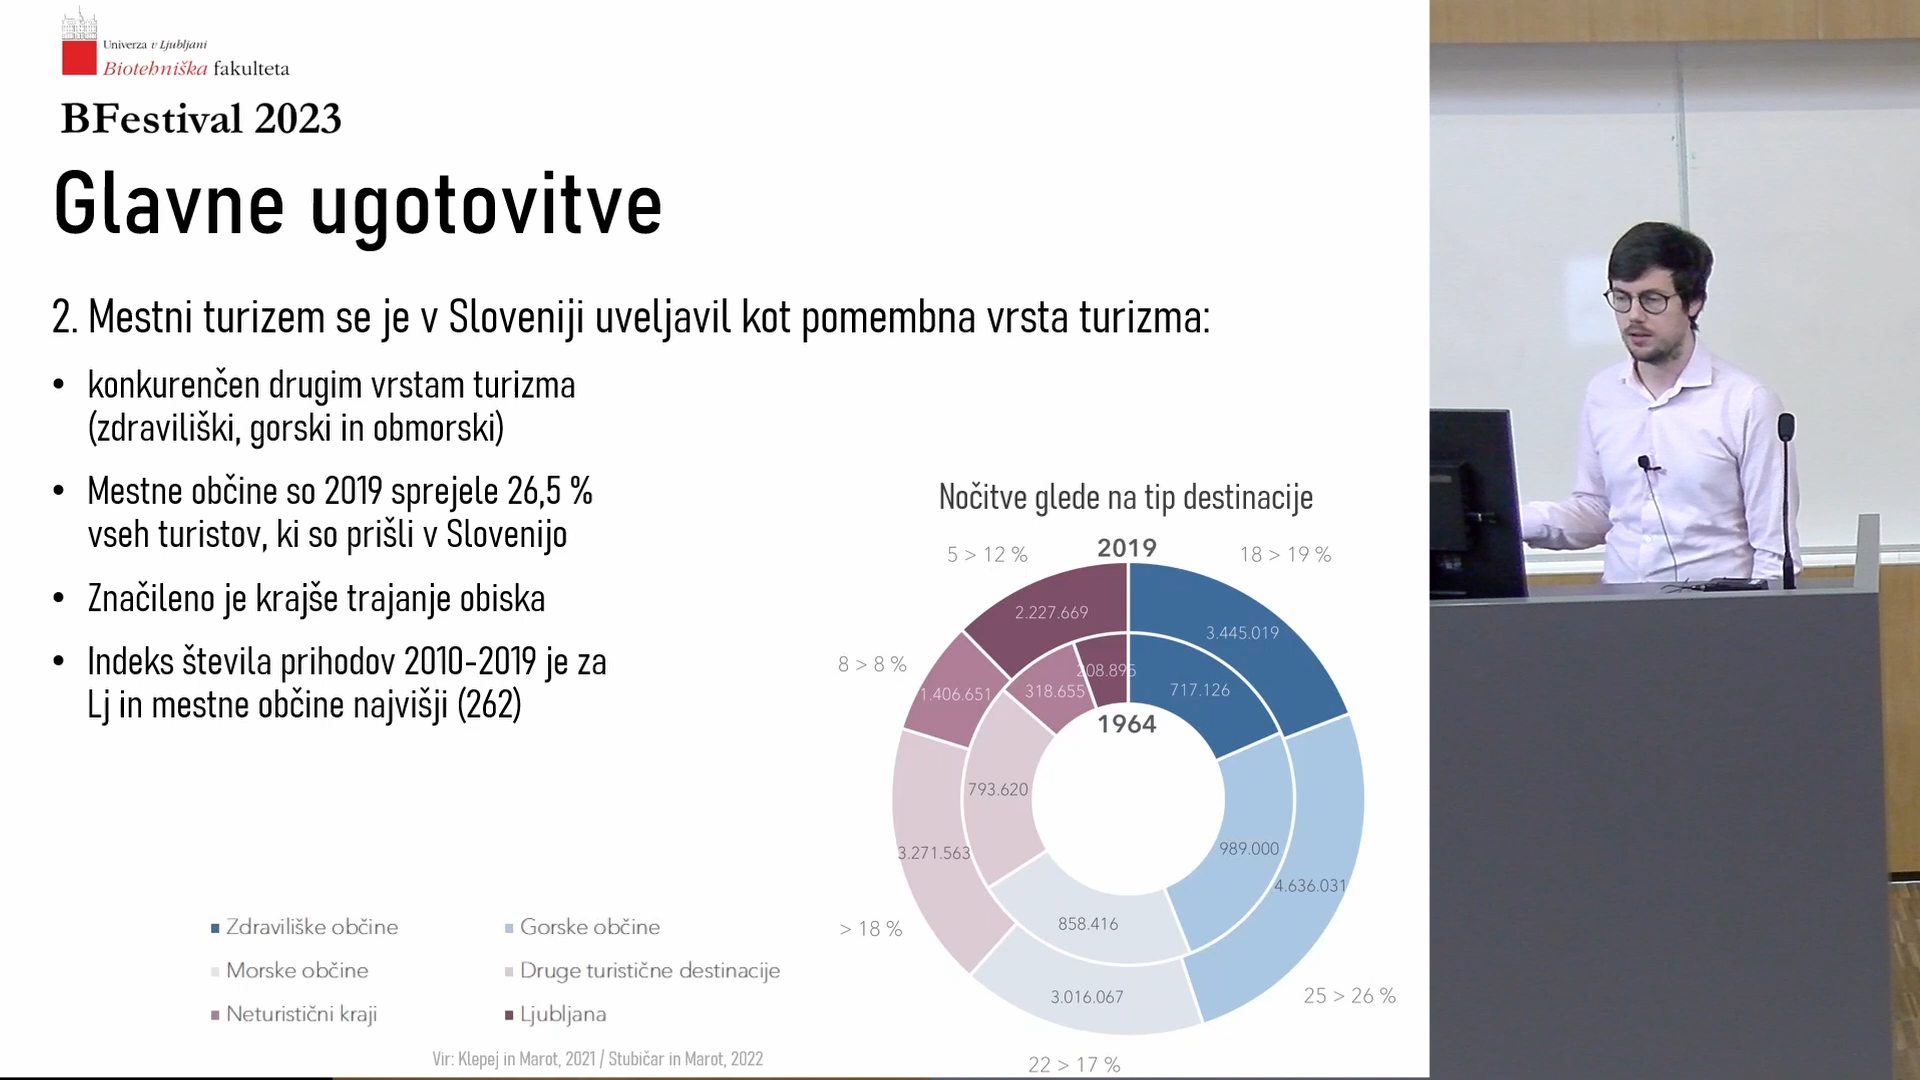 Univerza v Ljubljani
Biotehniška fakulteta
BFestival 2023
Glavne ugotovitve
2. Mestni turizem se je v Sloveniji uveljavil kot pomembna vrsta turizma:
• konkurenčen drugim vrstam turizma
(zdraviliški, gorski in obmorski)
• Mestne občine so 2019 sprejele 26,5 %
vseh turistov, ki so prišli v Slovenijo
• Značileno je krajše trajanje obiska
• Indeks števila prihodov 2010-2019 je za
Lj in mestne občine najvišji (262)
Nočitve glede na tip destinacije
5 > 12 %
2019
18 > 19 %
2.227.669
3.445.019
8 > 8 %
1.406.651
318.655
208.895
717.126
1964
793.620
989.000
3.271.563
4.636.031
858.416
> 18 %
3.016.067
25 > 26 %
22 > 17 %
Zdraviliške občine
Gorske občine
Morske občine
Druge turistične destinacije
Neturistični kraji
Ljubljana
Vir: Klepej in Marot, 2021 / Stubičar in Marot, 2022